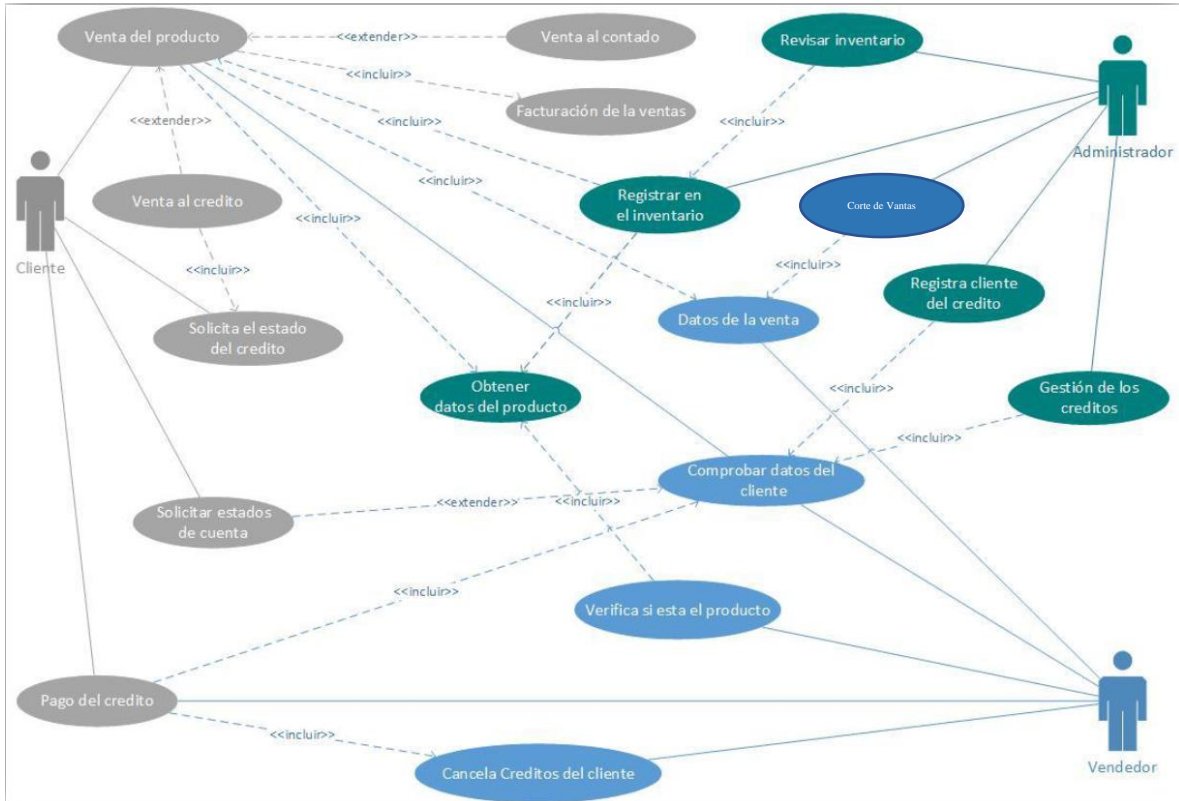 Venta del producto
<<extender>>
Venta al contado
Revisar inventario
<<incluir>>
Facturación de la ventas
<<extender>>
<<incluir>>
<<incluir>>
Administrador
<<incluir>>
Venta al credito
Registrar en
el inventario
Corte de Vantas
<<incluir>>
Cliente
<<incluir>>
<<incluir>>
<<incluir>>
Registra cliente
del credito
Solicita el estado
del credito
Datos de la venta
Obtener
datos del producto
<<incluir>>
Gestión de los
creditos
<<incluir>>
Comprobar datos del
cliente
<<extender>>
<<incluir>>
Solicitar estados
de cuenta
<<incluir>>
Verifica si esta el producto
Pago del credito
<<incluir>>
Vendedor
Cancela Creditos del cliente